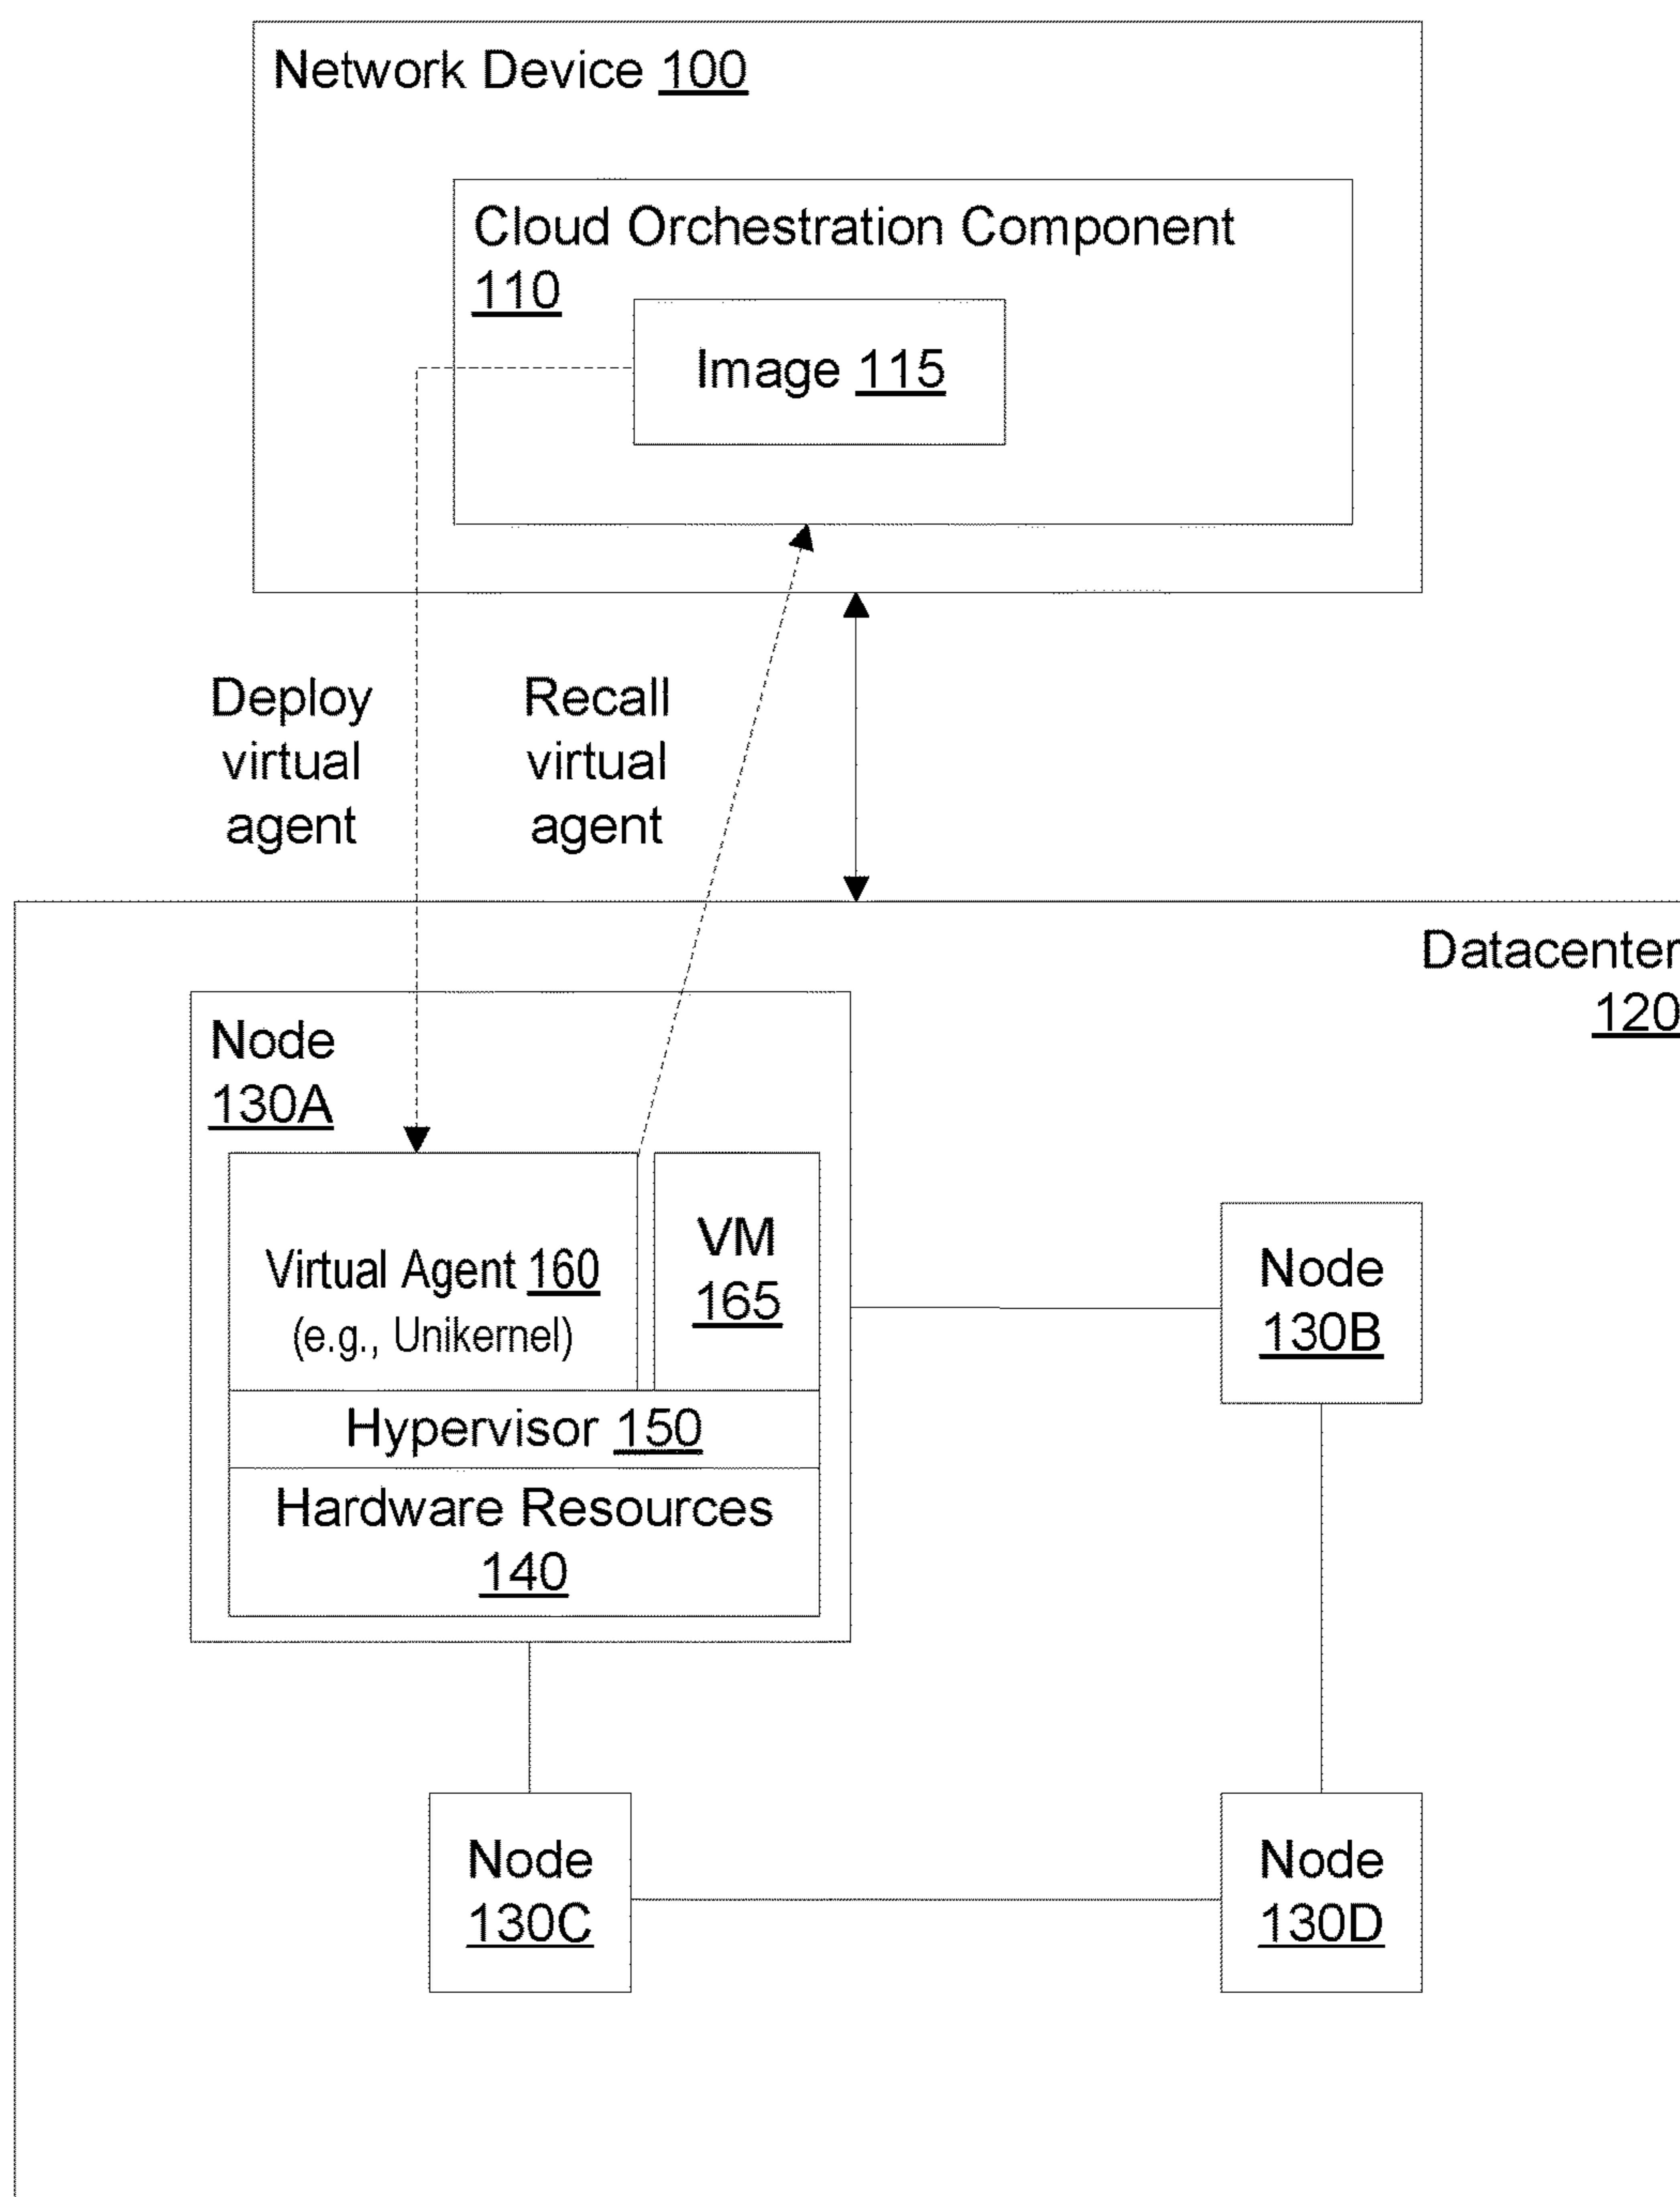 Network Device 100
Cloud Orchestration Component
110
Image 115
Deploy
virtual
agent
Recall
virtual
agent
Datacenter
120
Node
130A
Virtual Agent 160
(e.g., Unikernel)
VM
165
Hypervisor 150
Hardware Resources
140
Node
130B
Node
130C
Node
130D